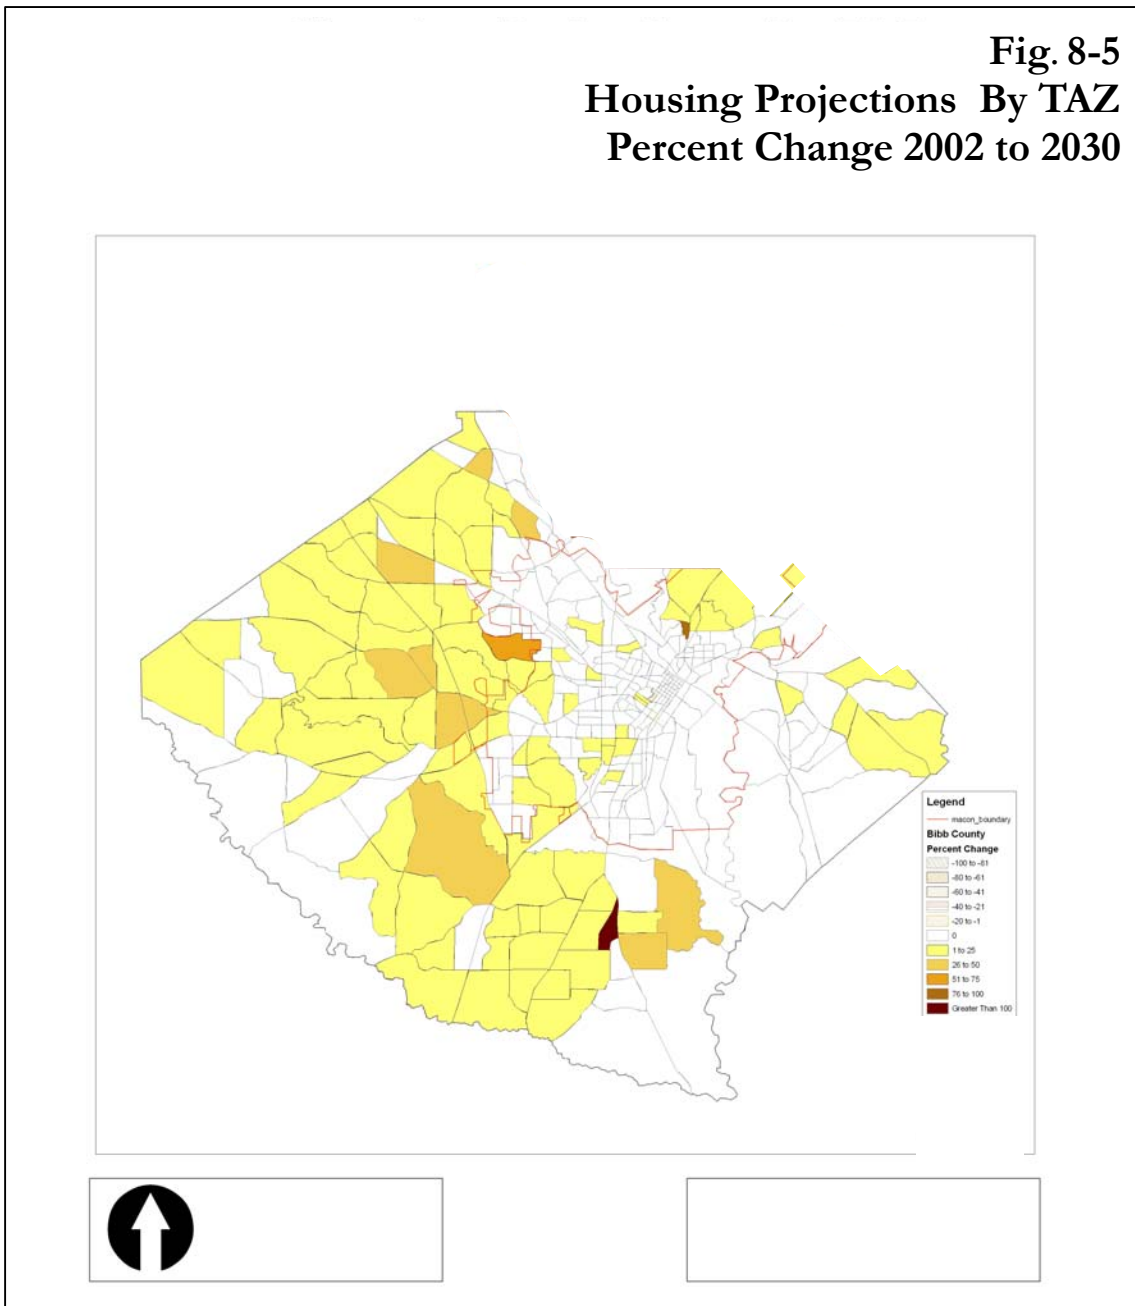 Fig. 8-5
Housing Projections By TAZ
Percent Change 2002 to 2030
Legend
macon_boundary
Bibb County
Percent Change
-100 to -81
-80 to -61
-60 to -41
-40 to -21
-20 to -1
0
1 to 25
26 to 50
51 to 75
76 to 100
Greater Than 100